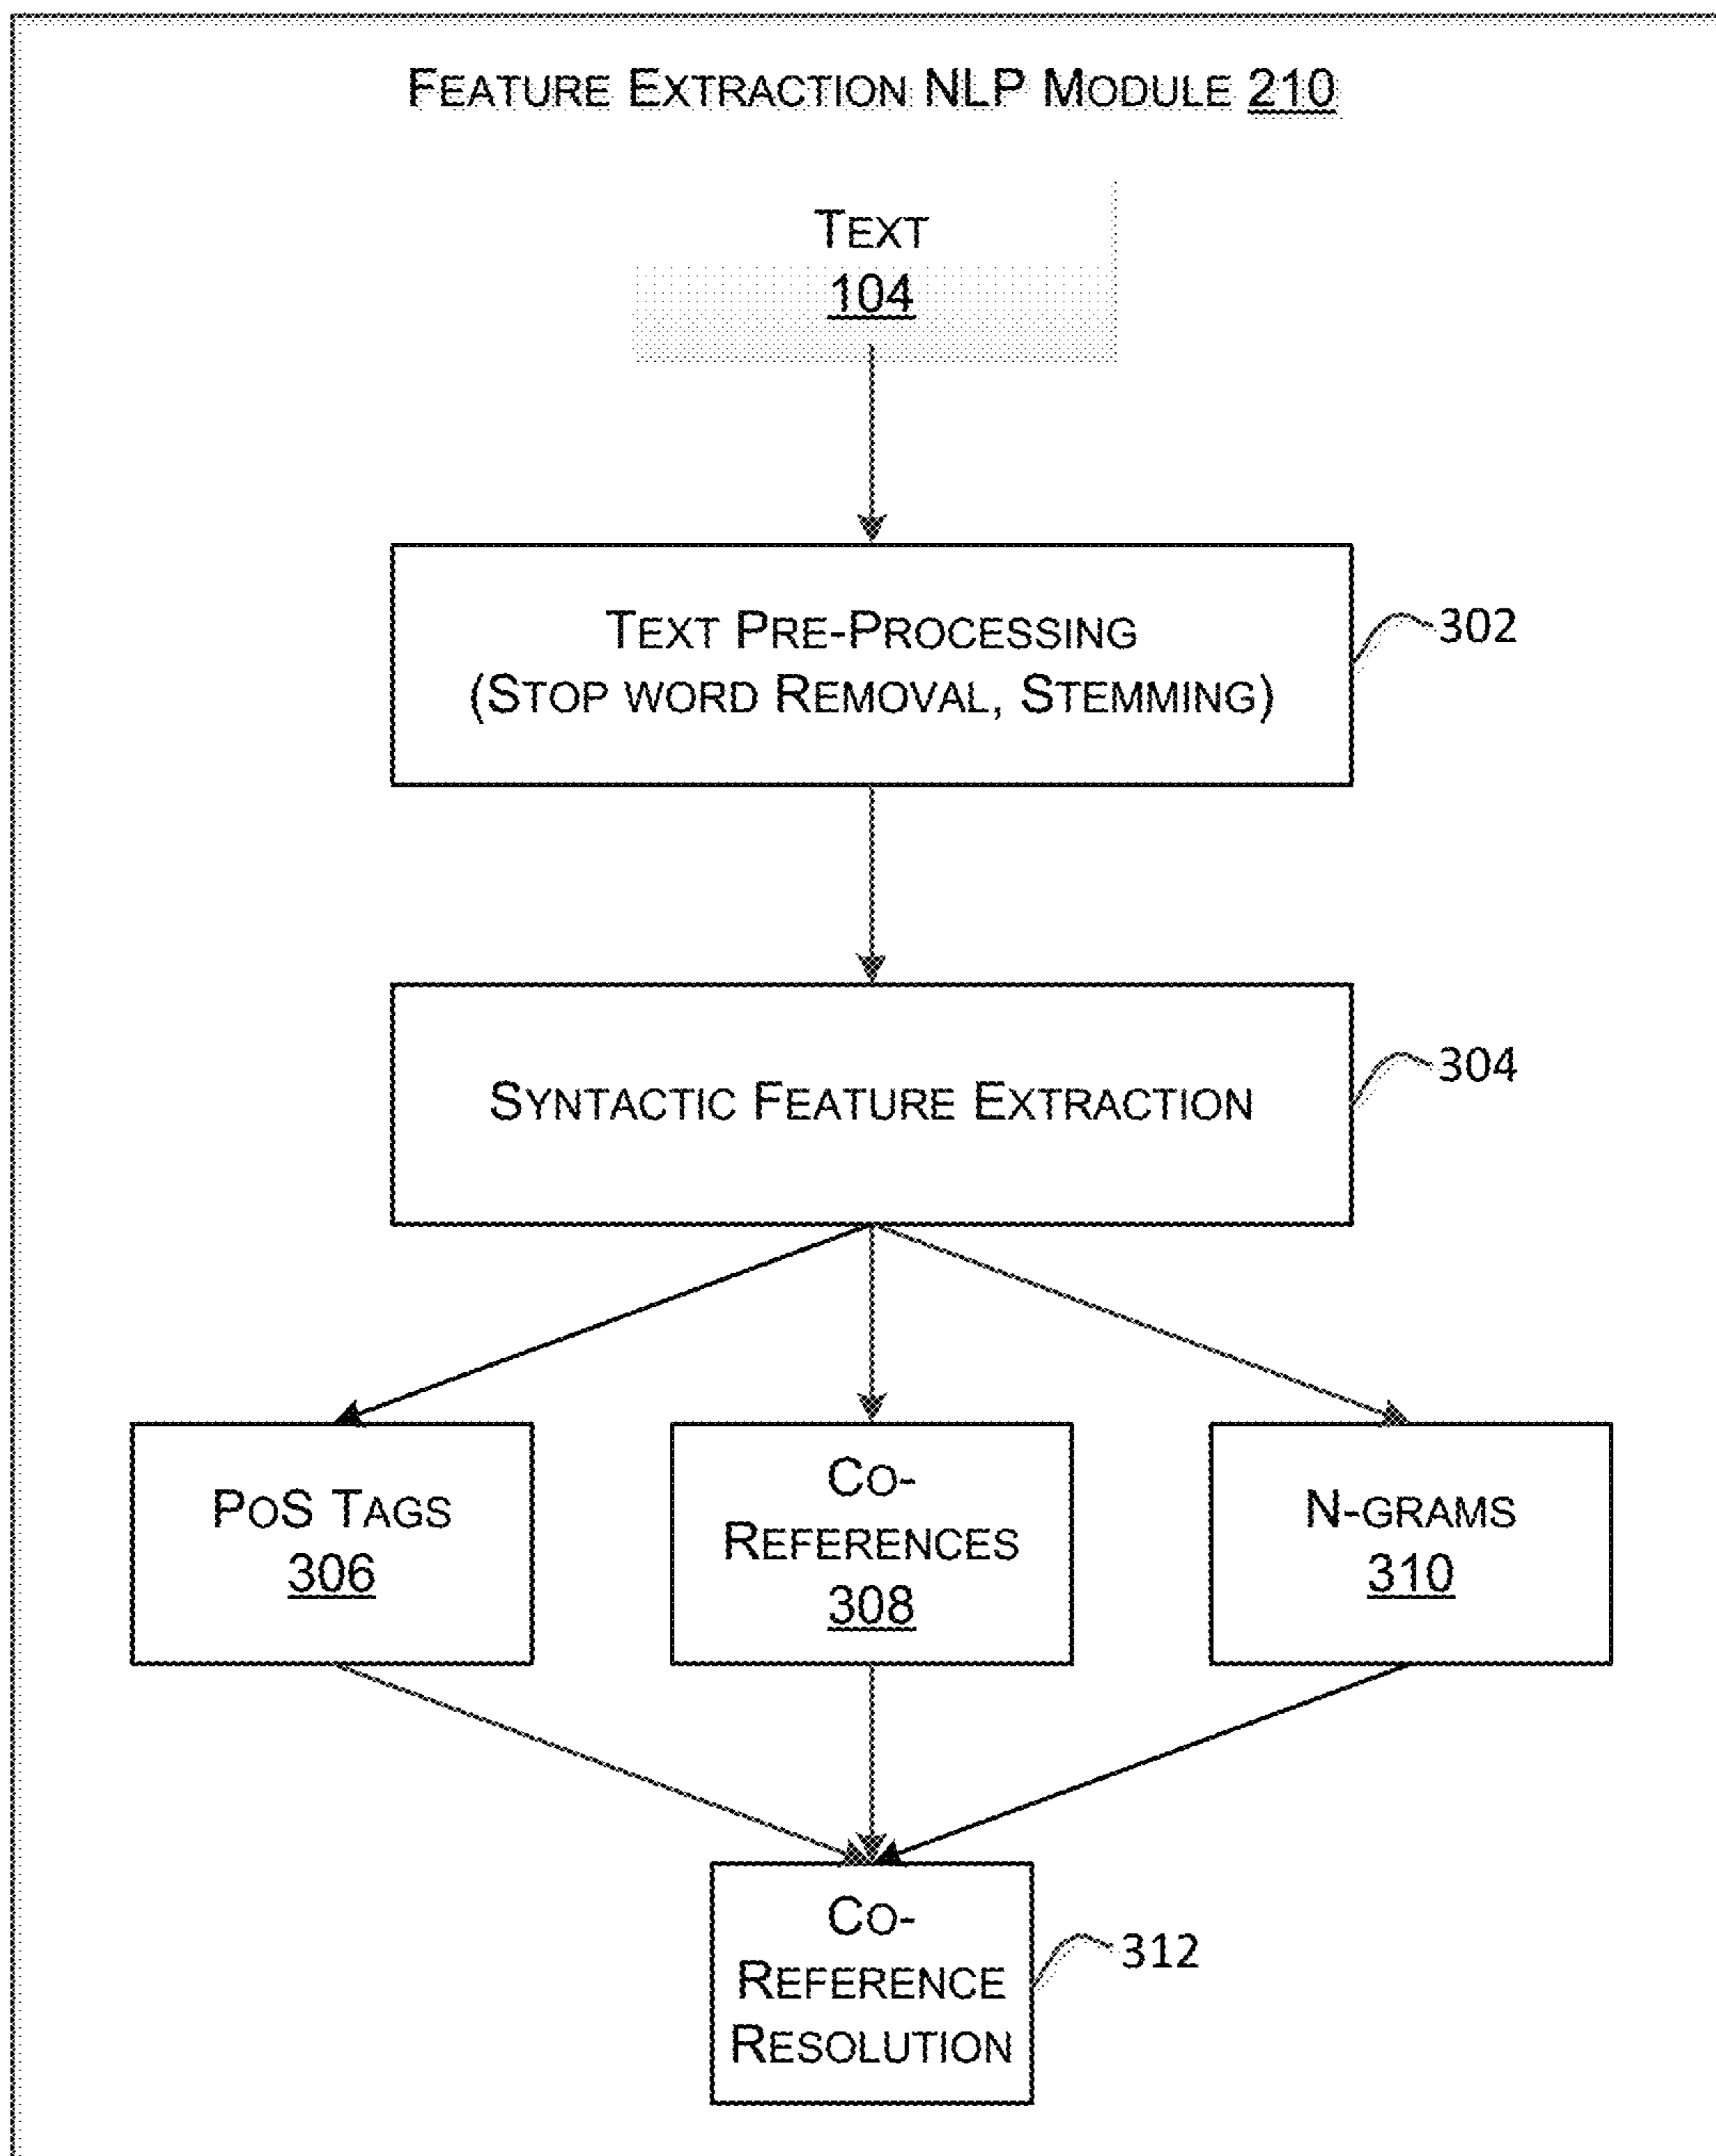 FEATURE EXTRACTION NLP MODULE 210
TEXT
104
TEXT PRE-PROCESSING
(STOP WORD REMOVAL, STEMMING)
302
SYNTACTIC FEATURE EXTRACTION
304
POS TAGS
306
CO-
REFERENCES
308
N-GRAMS
310
CO-
REFERENCE
RESOLUTION
312